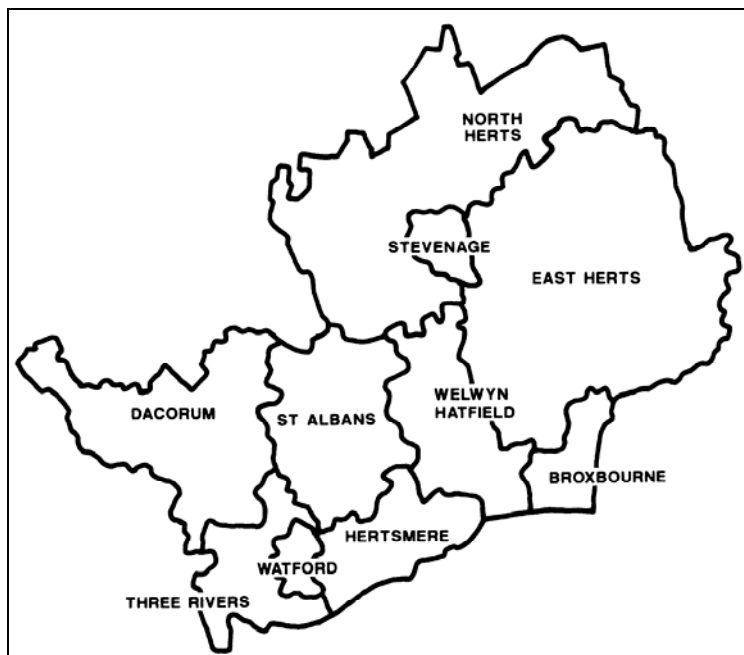 NORTH
HERTS
STEVENAGE
EAST HERTS
WELWYN
HATFIELD
DACORUM
ST ALBANS
BROXBOURNE
HERTSMERE
WATFORD
THREE RIVERS